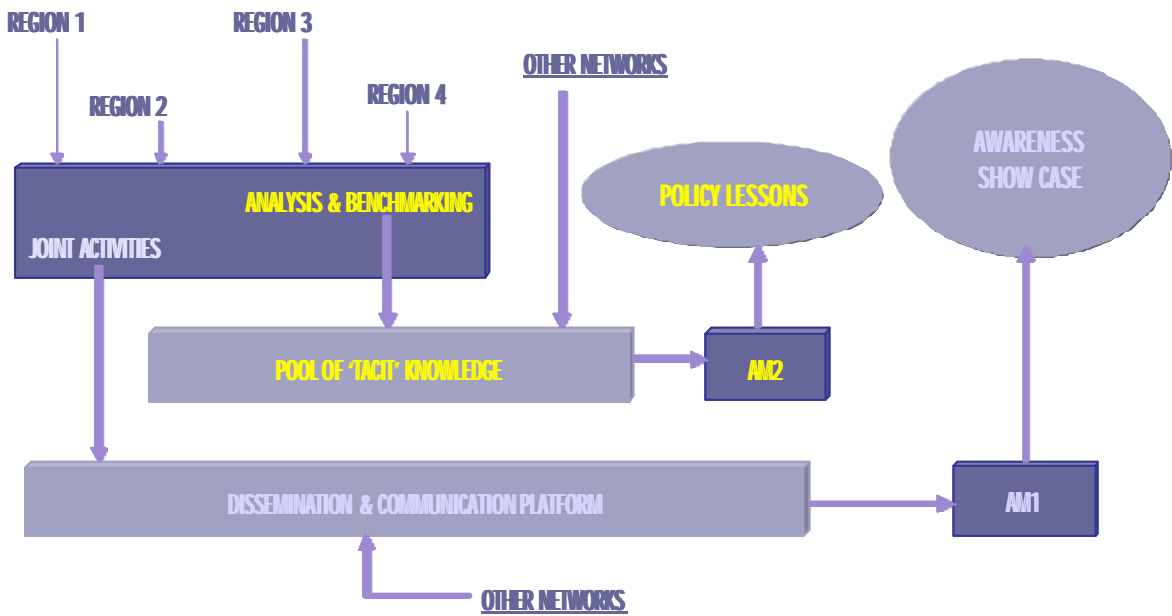 REGION 1
REGION 3
OTHER NETWORKS
REGION 2
REGION 4
AWARENESS
SHOW CASE
ANALYSIS & BENCHMARKING
POLICY LESSONS
JOINT ACTIVITIES
POOL OF ‘TACIT’ KNOWLEDGE
AM2
DISSEMINATION & COMMUNICATION PLATFORM
AM1
OTHER NETWORKS